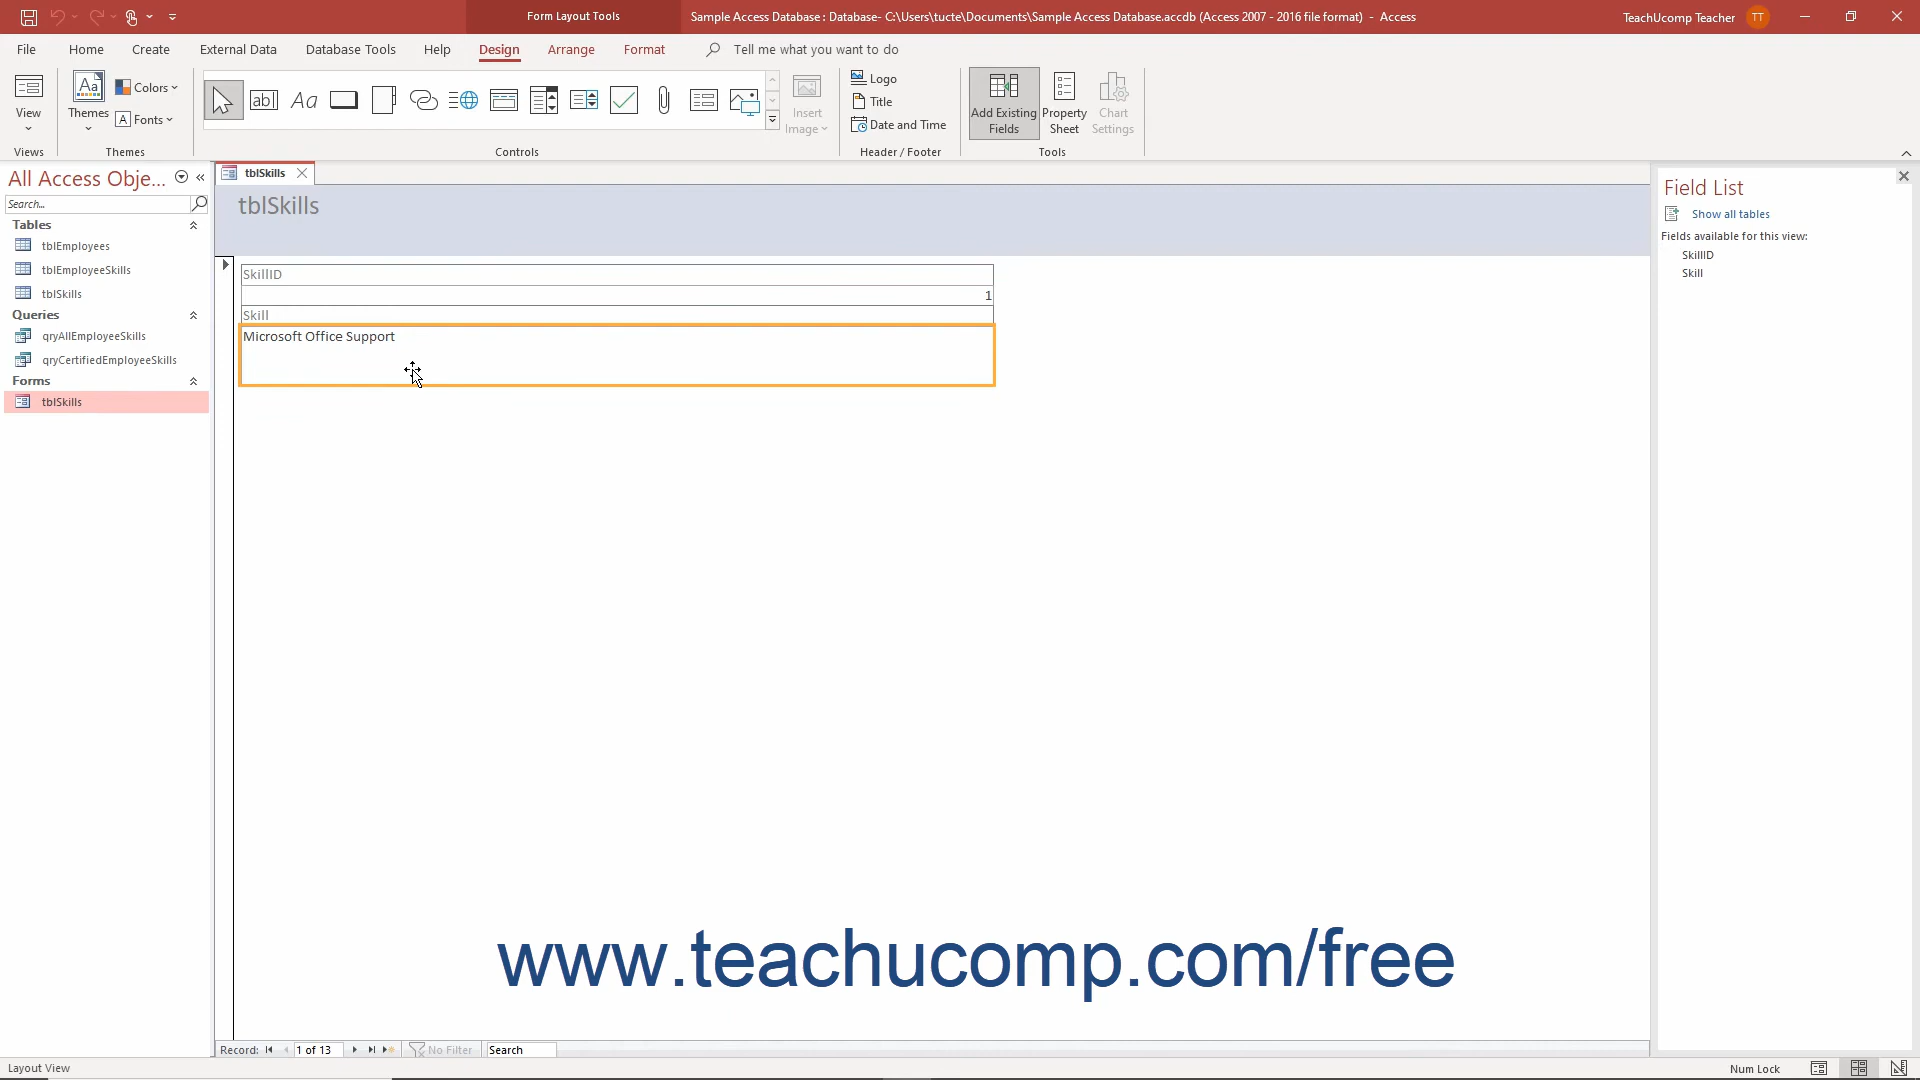 Form Layout Tools
Sample Access Database : Database- C:\Users\tucte\Documents\Sample Access Database.accdb (Access 2007 - 2016 file format) - Access
TeachUcomp Teacher
TT
File
Home
Create
External Data
Database Tools
Help
Design
Arrange
Format
Tell me what you want to do
View
Views
Aa
Themes
Colors
A Fonts
Themes
ab
Aa
Controls
Insert
Image
Logo
Title
Date and Time
Header / Footer
Add Existing
Fields
Property
Sheet
Chart
Settings
Tools
All Access Obje...
Search...
Tables
tblEmployees
tblEmployeeSkills
tblSkills
Queries
qryAllEmployeeSkills
qryCertifiedEmployeeSkills
Forms
tblSkills
tblSkills
tblSkills
SkillID
1
Skill
Microsoft Office Support
Field List
Show all tables
Fields available for this view:
SkillID
Skill
www.teachucomp.com/free
Record:
1 of 13
No Filter
Search
Layout View
Num Lock